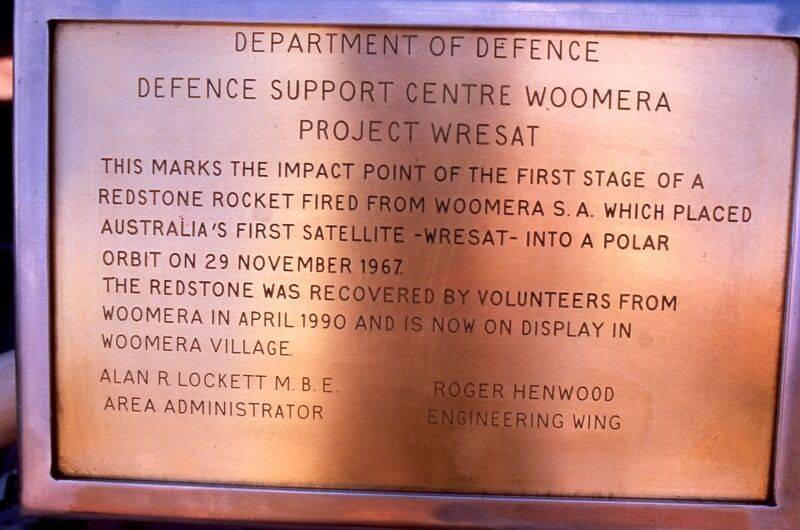 DEPARTMENT OF DEFENCE
DEFENCE SUPPORT CENTRE WOOMERA
PROJECT WRESAT
THIS MARKS THE IMPACT POINT OF THE FIRST STAGE OF A
REDSTONE ROCKET FIRED FROM WOOMERA S.A. WHICH PLACED
AUSTRALIA'S FIRST SATELLITE -WRESAT- INTO A POLAR
ORBIT ON 29 NOVEMBER 1967.
THE REDSTONE WAS RECOVERED BY VOLUNTEERS FROM
WOOMERA IN APRIL 1990 AND IS NOW ON DISPLAY IN
WOOMERA VILLAGE.
ALAN R. LOCKETT M.B.E. ROGER HENWOOD
AREA ADMINISTRATOR ENGINEERING WING